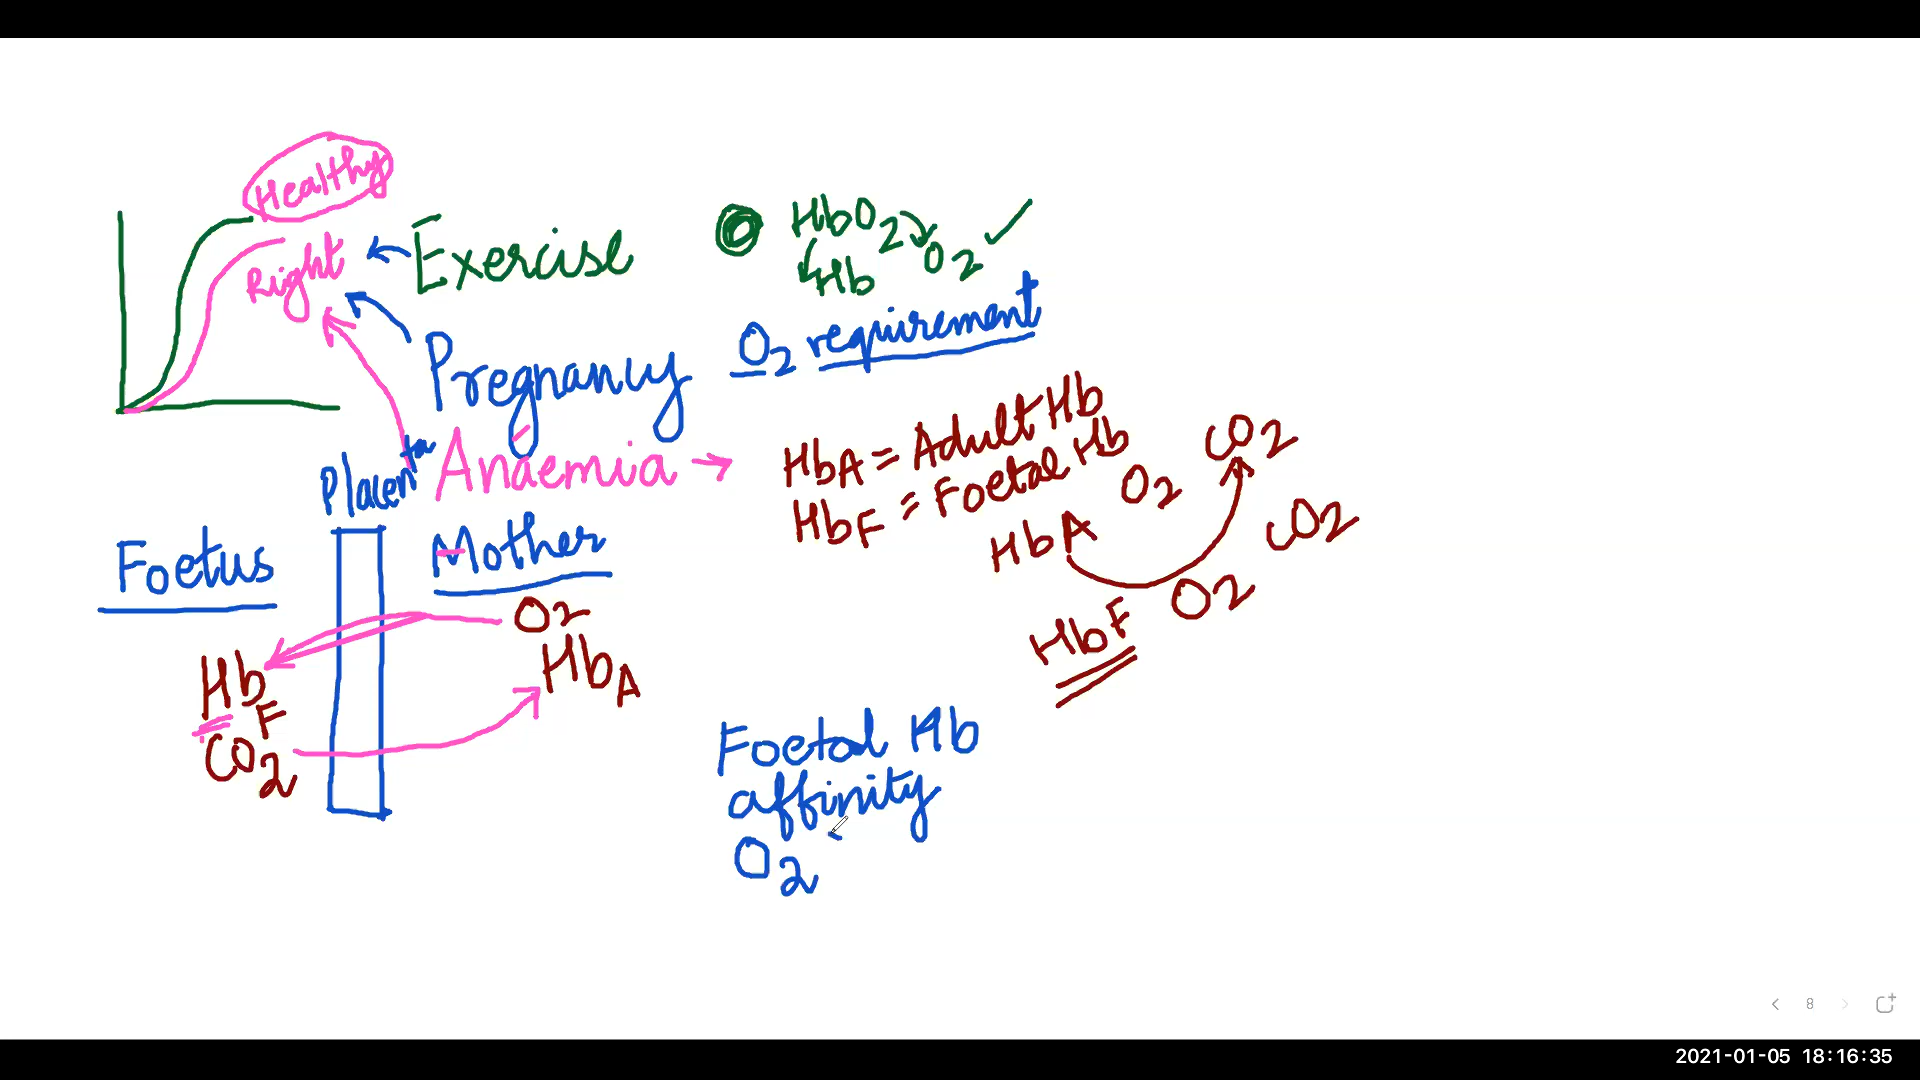 Healthy
Right
Exercise
HbO2
Hb O2
O2 requirement
Pregnancy
Placenta
Anaemia →
HbA = Adult Hb
HbF = Foetal Hb
O2 CO2
HbA CO2
O2
HbF
Foetus
Mother
O2
HbA
HbF
CO2
Foetal Hb
affinity
O2
8
2021-01-05 18:16:35